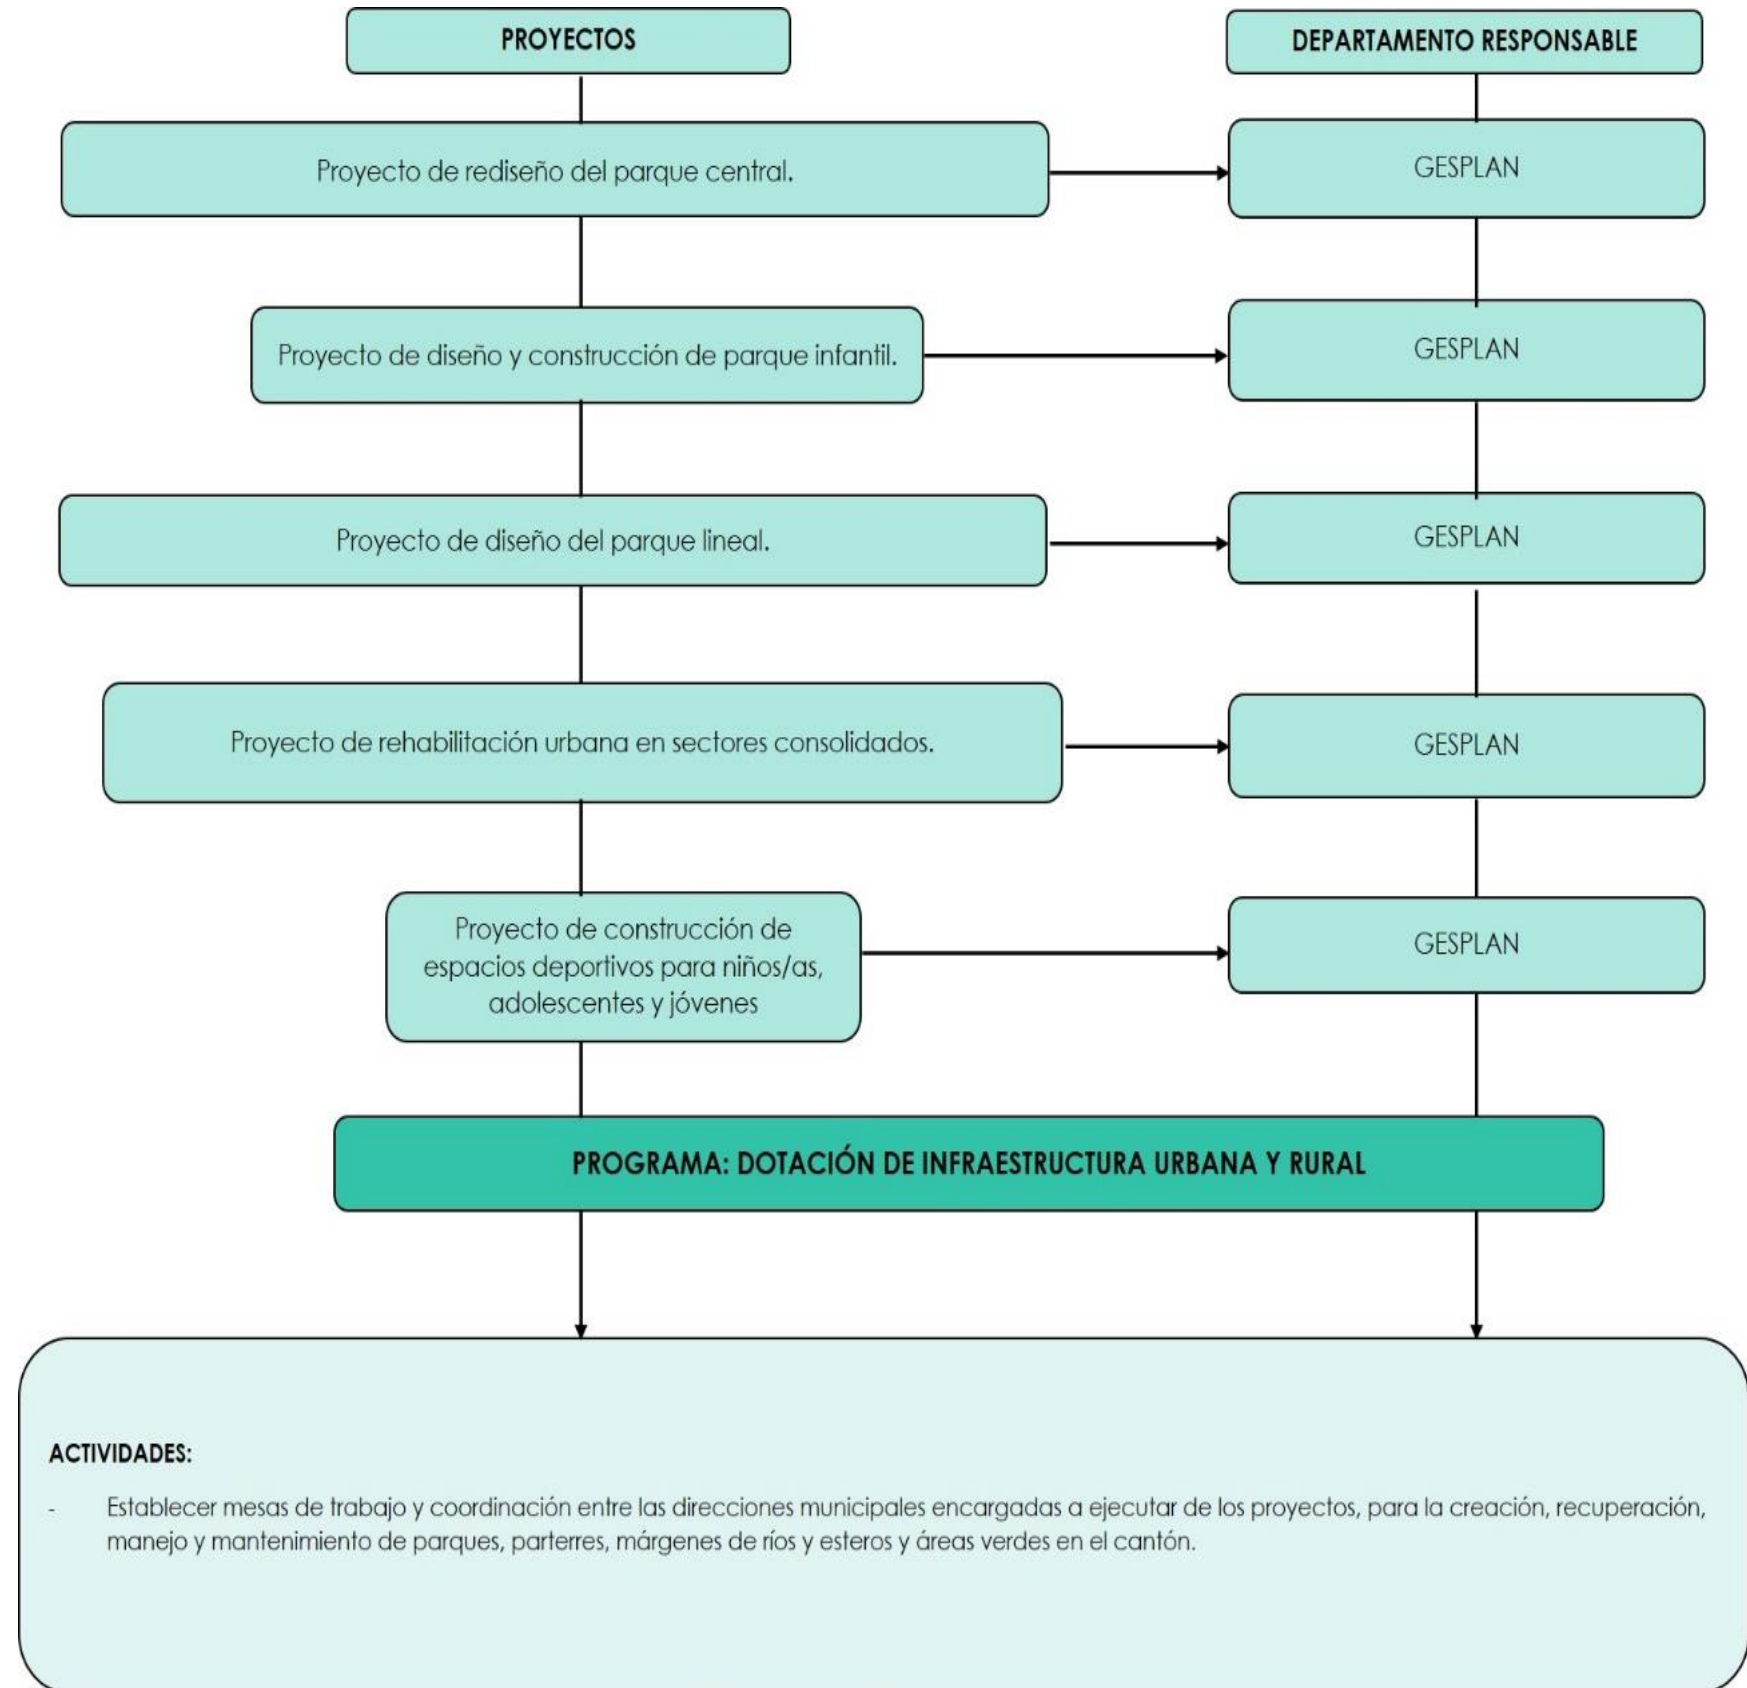 PROYECTOS
DEPARTAMENTO RESPONSABLE
Proyecto de rediseño del parque central.
GESPLAN
Proyecto de diseño y construcción de parque infantil.
GESPLAN
Proyecto de diseño del parque lineal.
GESPLAN
Proyecto de rehabilitación urbana en sectores consolidados.
GESPLAN
Proyecto de construcción de
espacios deportivos para niños/as,
adolescentes y jóvenes
GESPLAN
PROGRAMA: DOTACIÓN DE INFRAESTRUCTURA URBANA Y RURAL
ACTIVIDADES:
- Establecer mesas de trabajo y coordinación entre las direcciones municipales encargadas a ejecutar de los proyectos, para la creación, recuperación,
manejo y mantenimiento de parques, parterres, márgenes de ríos y esteros y áreas verdes en el cantón.